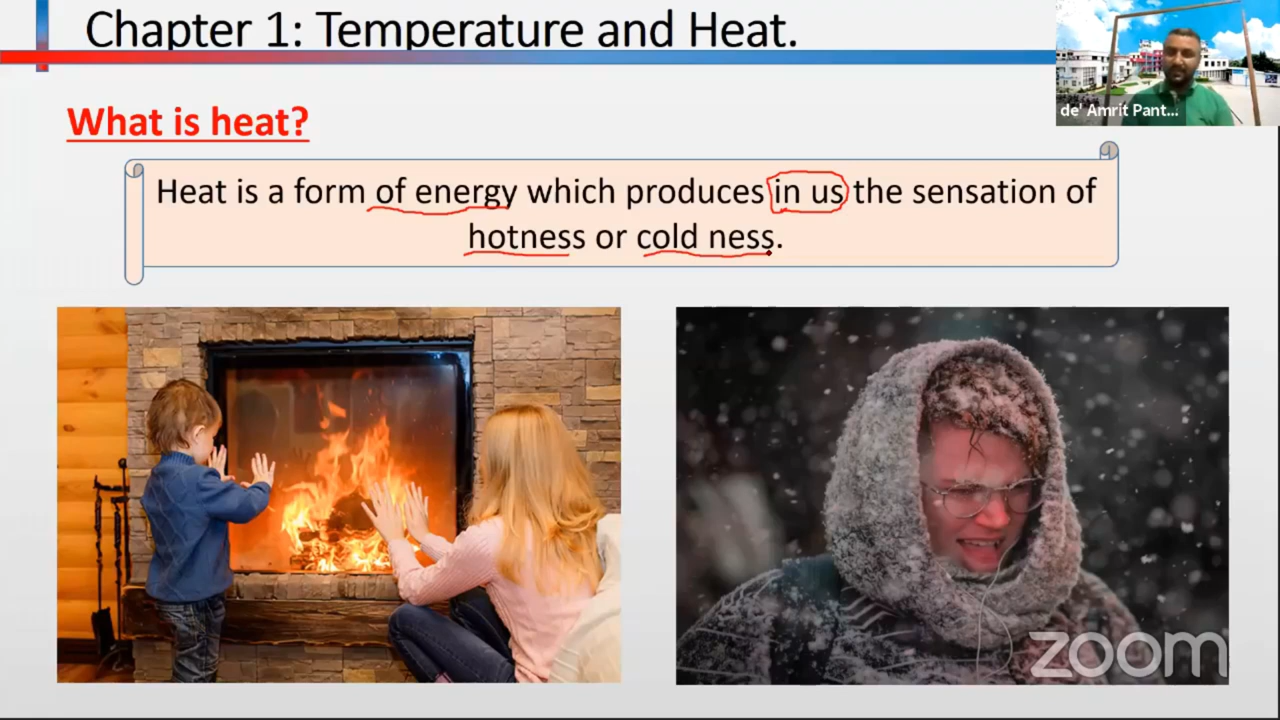 Chapter 1: Temperature and Heat.
de' Amrit Pant...
What is heat?
Heat is a form of energy which produces in us the sensation of
hotness or cold ness.
zoom